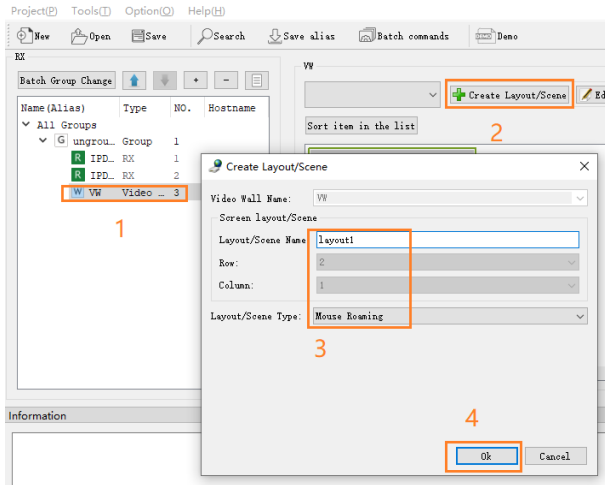 Project(P) Tools(T) Option(O) Help(H)
New Open Save Search Save alias Batch commands Demo
RX
VW
Batch Group Change + -
Create Layout/Scene Ed
2
Name(Alias) Type NO. Hostname
All Groups
G ungrou… Group 1
R IPD… RX 1
R IPD… RX 2
W VW Video … 3
1
Sort item in the list
Create Layout/Scene
Video Wall Name: VW
Screen layout/Scene
Layout/Scene Name layout1
Row: 2
Column: 1
Layout/Scene Type: Mouse Roaming
3
4
Ok Cancel
Information